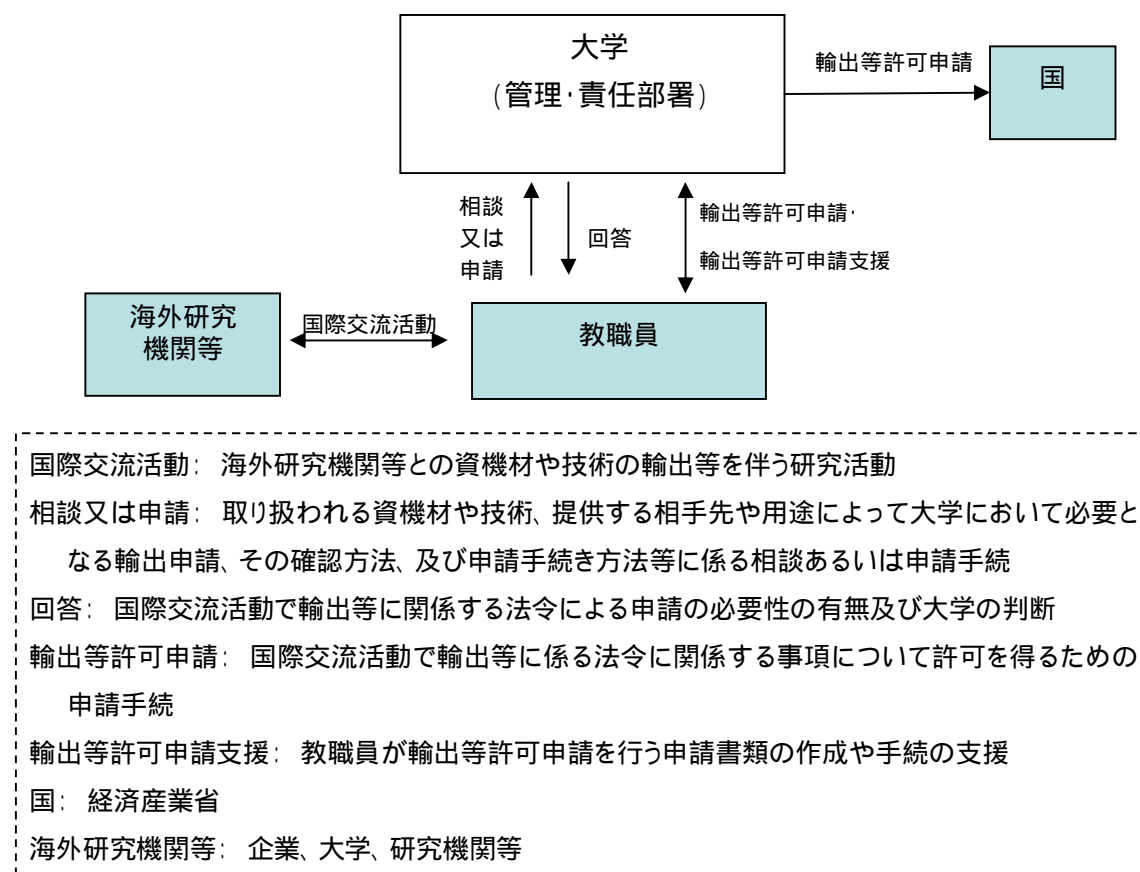 大学
(管理・責任部署)
輸出等許可申請
国
相談
又は
申請
回答
輸出等許可申請・
輸出等許可申請支援
海外研究
機関等
国際交流活動
教職員
国際交流活動: 海外研究機関等との資機材や技術の輸出等を伴う研究活動
相談又は申請: 取り扱われる資機材や技術、提供する相手先や用途によって大学において必要と
なる輸出申請、その確認方法、及び申請手続き方法等に係る相談あるいは申請手続
回答: 国際交流活動で輸出等に関係する法令による申請の必要性の有無及び大学の判断
輸出等許可申請: 国際交流活動で輸出等に係る法令に関係する事項について許可を得るための
申請手続
輸出等許可申請支援: 教職員が輸出等許可申請を行う申請書類の作成や手続の支援
国: 経済産業省
海外研究機関等: 企業、大学、研究機関等